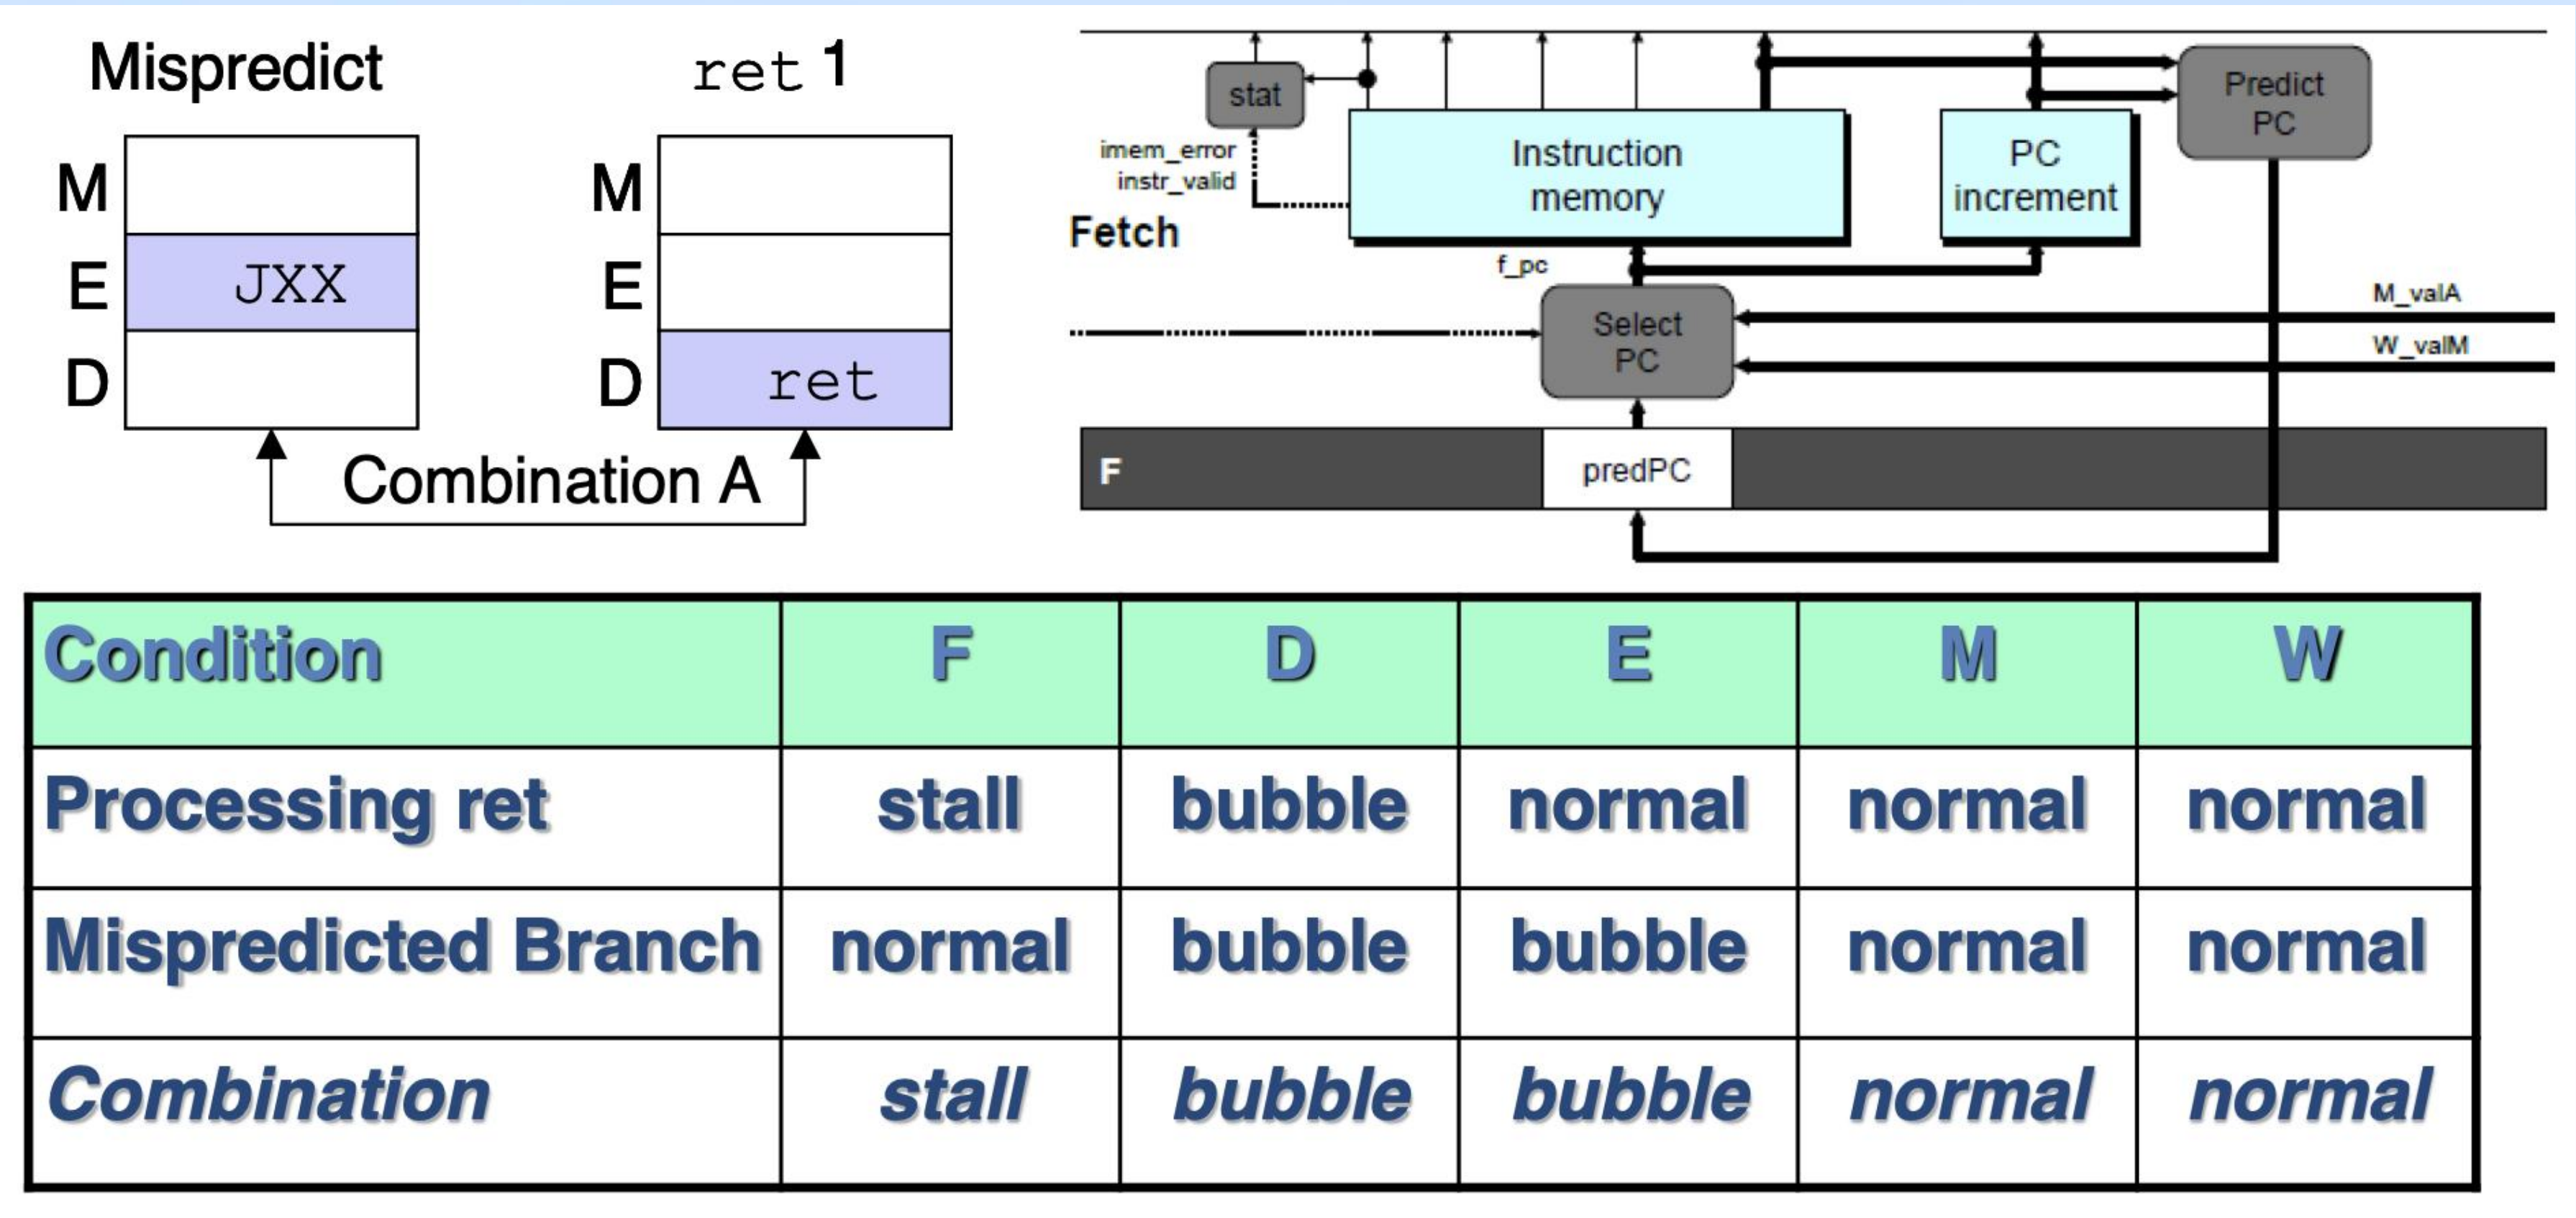 Mispredict
ret 1
M
E
JXX
D
M
E
D
ret
Combination A
stat
imem_error
instr_valid
Instruction
memory
PC
increment
Predict
PC
Fetch
f_pc
Select
PC
M_valA
W_valM
F
predPC
Condition F D E M W
Processing ret stall bubble normal normal normal
Mispredicted Branch normal bubble bubble normal normal
Combination stall bubble bubble normal normal